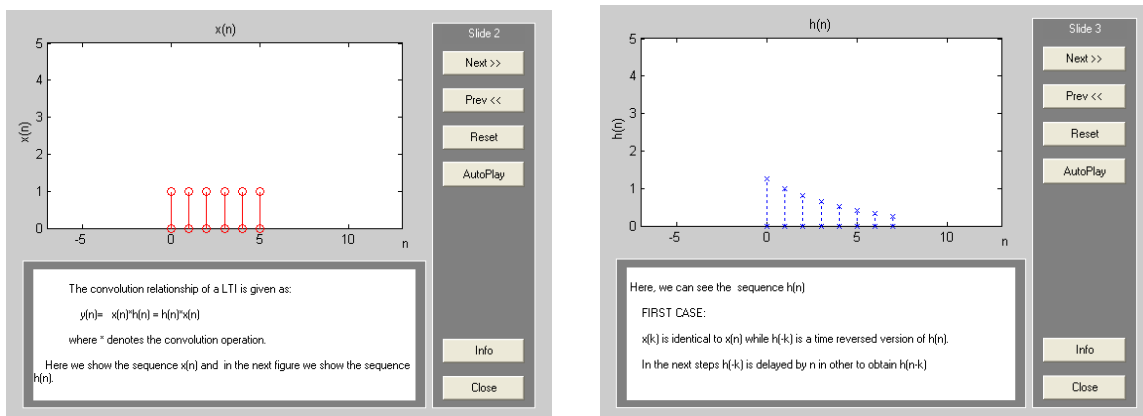 x(n)
5
4
3
2
1
0
x(n)
-5
0
5
10
n
Slide 2
Next >>
Prev <<
Reset
AutoPlay
Info
Close
The convolution relationship of a LTI is given as:
y(n)= x(n)*h(n) = h(n)*x(n)
where * denotes the convolution operation.
Here we show the sequence x(n) and in the next figure we show the sequence
h(n).
h(n)
5
4
3
2
1
0
h(n)
-5
0
5
10
n
Slide 3
Next >>
Prev <<
Reset
AutoPlay
Info
Close
Here, we can see the sequence h(n)
FIRST CASE:
x(k) is identical to x(n) while h(-k) is a time reversed version of h(n).
In the next steps h(-k) is delayed by n in other to obtain h(n-k)